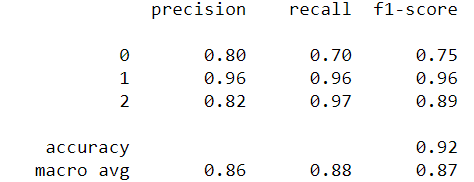 precision recall f1-score
0 0.80 0.70 0.75
1 0.96 0.96 0.96
2 0.82 0.97 0.89
accuracy 0.92
macro avg 0.86 0.88 0.87